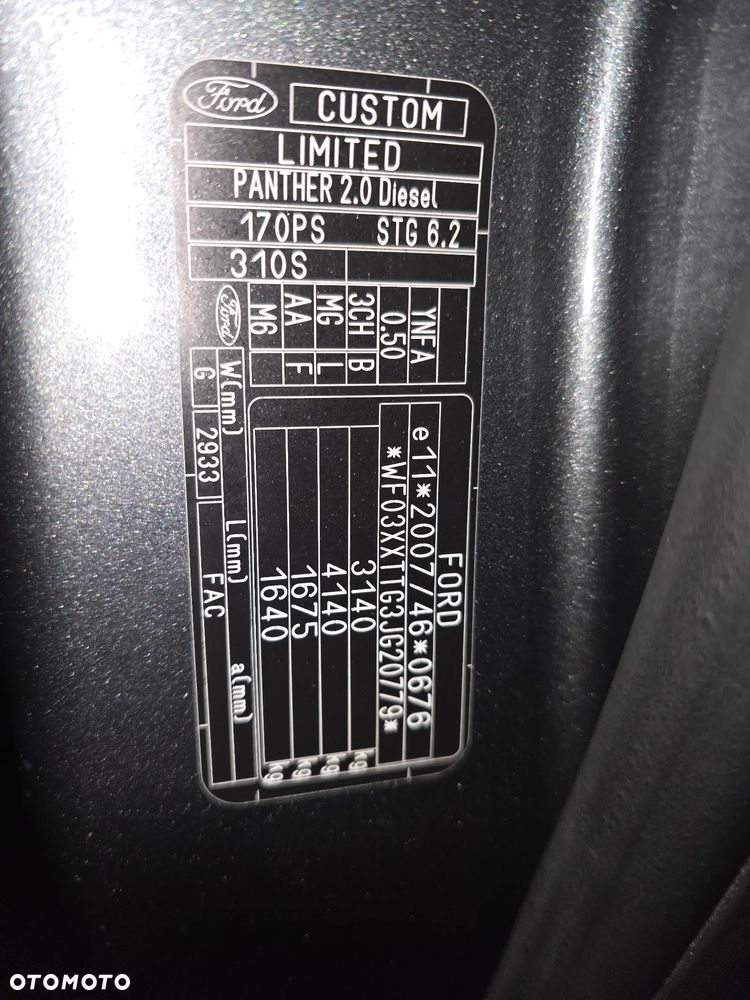 Ford CUSTOM
LIMITED
PANTHER 2.0 Diesel
170PS STG 6.2
310S
YNFA
0.50
3CH B
MG L
AA F
M6
Ford
FORD
e11*2007/46*0676
*WF03XXTTG3JG20779*
3140 kg
4140 kg
1675 kg
1640 kg
W(mm) L(mm) a(mm)
G 2933 FAC
OTOMOTO